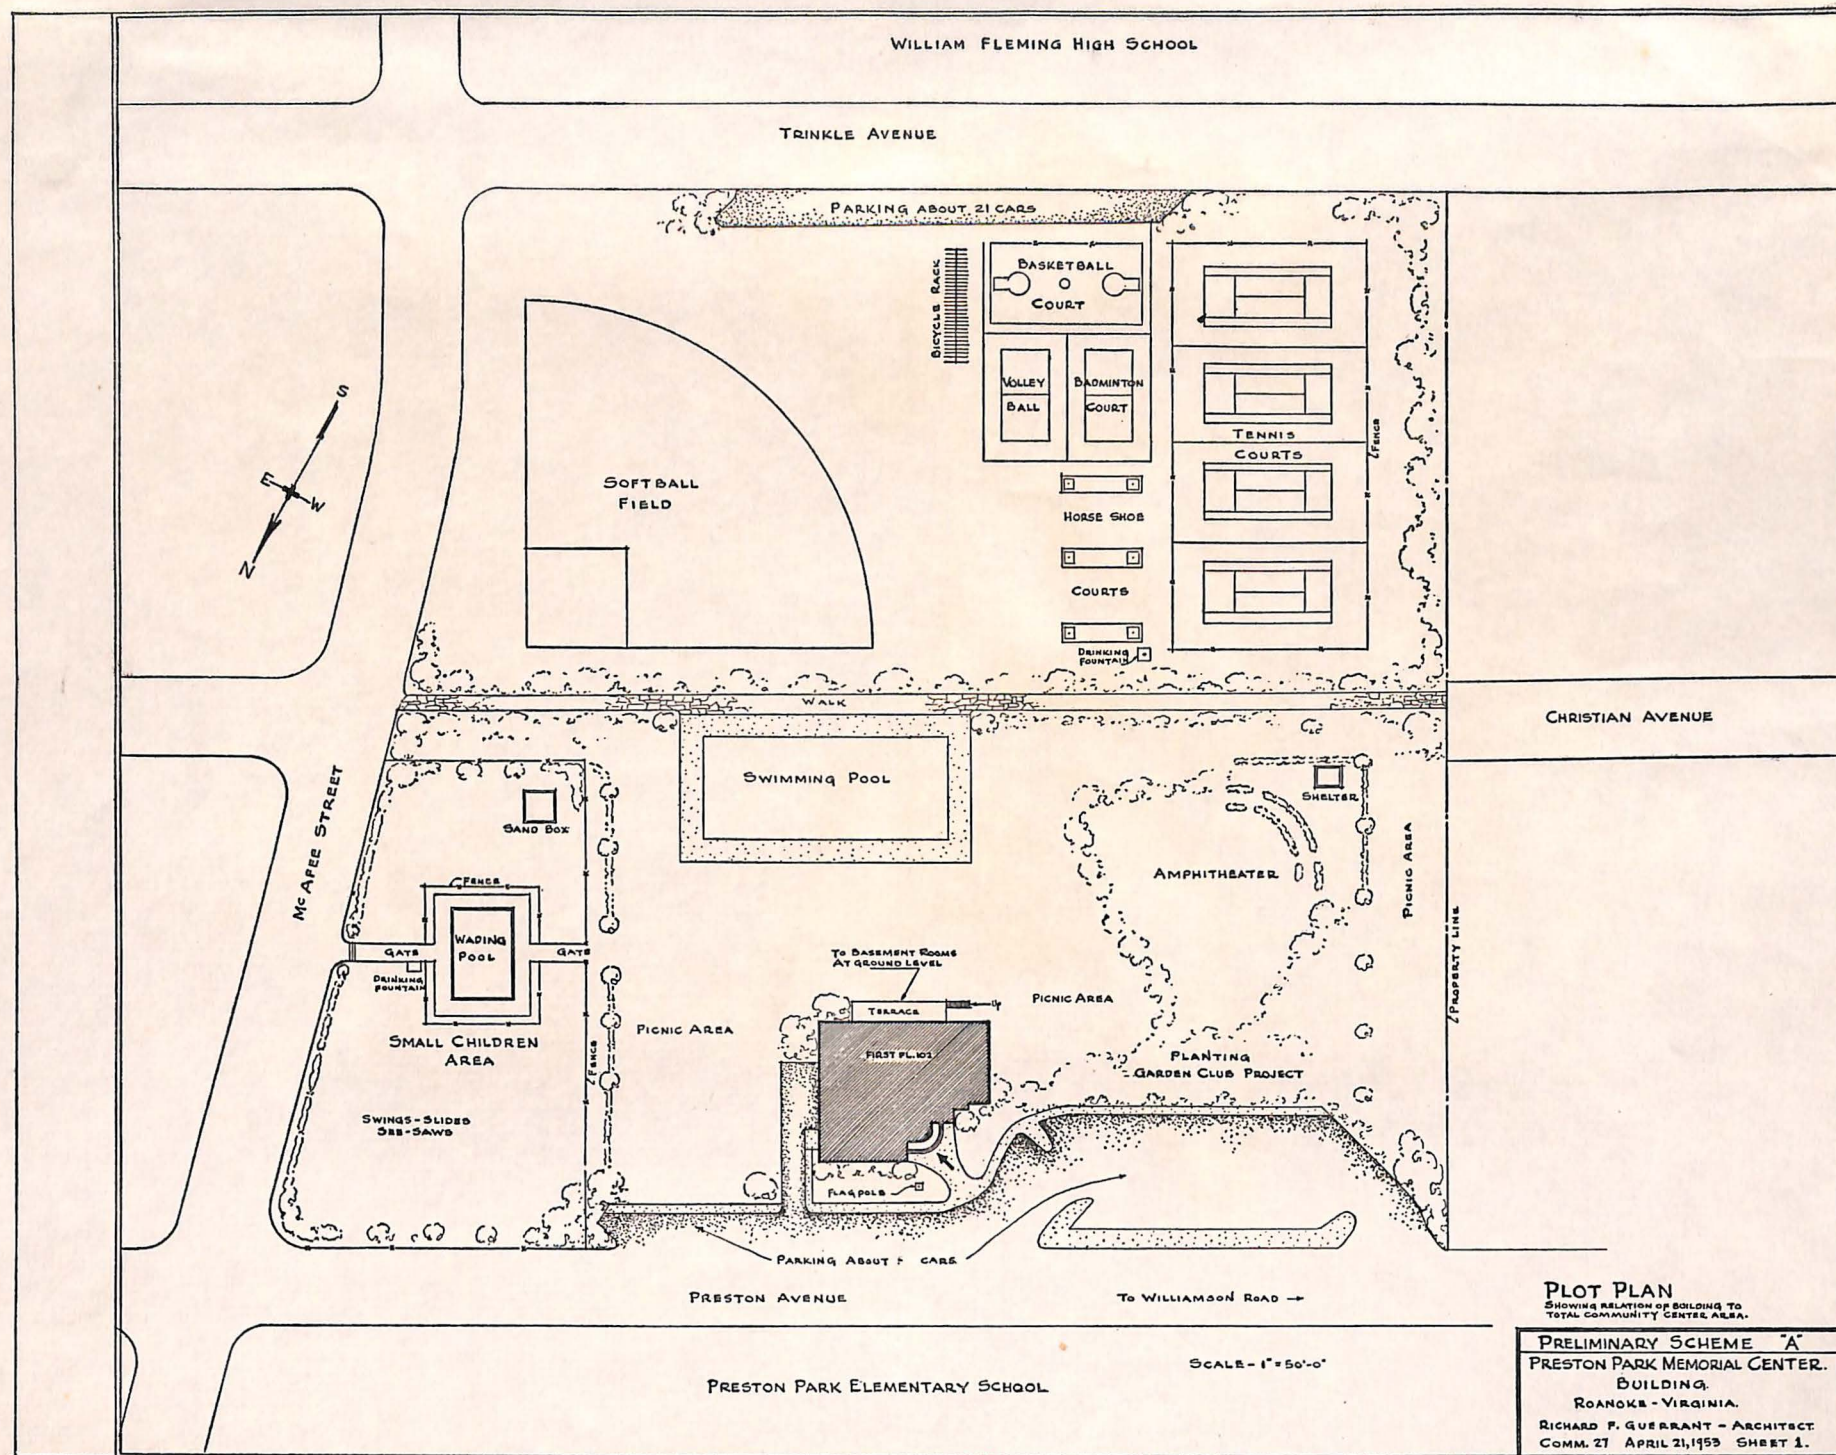 WILLIAM FLEMING HIGH SCHOOL
TRINKLE AVENUE
PARKING ABOUT 21 CARS
BICYCLE RACK
BASKETBALL
COURT
VOLLEY
BALL
BADMINTON
COURT
TENNIS
COURTS
FENCE
S
E
W
N
SOFTBALL
FIELD
HORSE SHOE
COURTS
DRINKING
FOUNTAIN
WALK
CHRISTIAN AVENUE
MCAFEE STREET
SWIMMING POOL
SAND BOX
SHELTER
AMPHITHEATER
PICNIC AREA
PROPERTY LINE
FENCE
WADING
POOL
GATE
GATE
DRINKING
FOUNTAIN
SMALL CHILDREN
AREA
FENCE
SWINGS-SLIDES
SEE-SAWS
PICNIC AREA
TO BASEMENT ROOMS
AT GROUND LEVEL
TERRACE
UP
FIRST FL. 102
PICNIC AREA
PLANTING
GARDEN CLUB PROJECT
FLAGPOLE
PARKING ABOUT CARS
PRESTON AVENUE
TO WILLIAMSON ROAD →
SCALE - 1" = 50'-0"
PRESTON PARK ELEMENTARY SCHOOL
PLOT PLAN
SHOWING RELATION OF BUILDING TO
TOTAL COMMUNITY CENTER AREA.
PRELIMINARY SCHEME "A"
PRESTON PARK MEMORIAL CENTER.
BUILDING.
ROANOKE - VIRGINIA.
RICHARD F. GUERRANT - ARCHITECT.
COMM. 27 APRIL 21, 1953 SHEET 1.